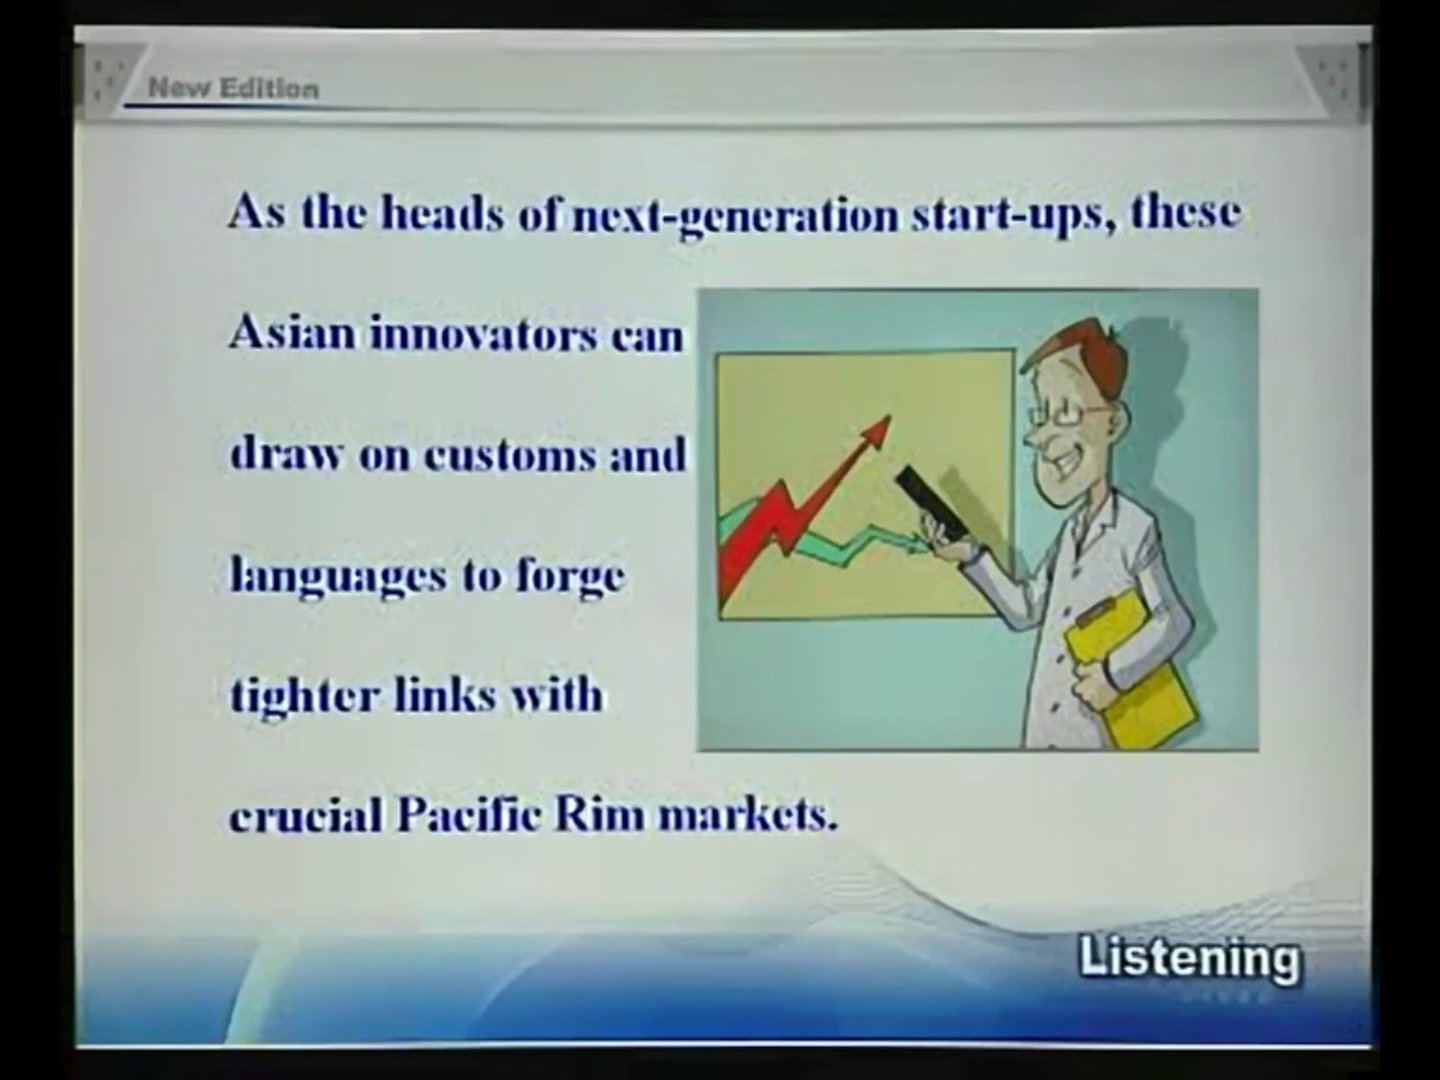 New Edition
As the heads of next-generation start-ups, these
Asian innovators can
draw on customs and
languages to forge
tighter links with
crucial Pacific Rim markets.
Listening